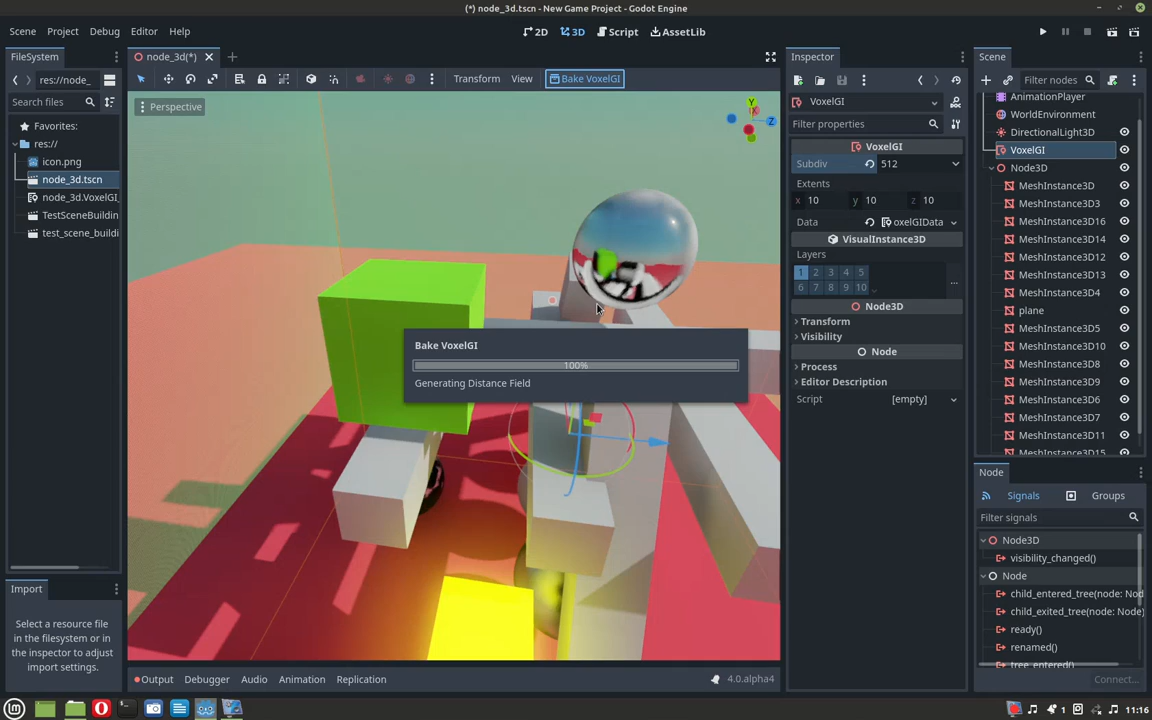 (*) node_3d.tscn - New Game Project - Godot Engine
Scene Project Debug Editor Help
2D 3D Script AssetLib
FileSystem
res://node_
Search files
Favorites:
res://
icon.png
node_3d.tscn
node_3d.VoxelGI_
TestSceneBuildin
test_scene_buildi
Import
Select a resource file
in the filesystem or in
the inspector to adjust
import settings.
node_3d(*)
Transform View Bake VoxelGI
Perspective
Y
X
Z
Bake VoxelGI
100%
Generating Distance Field
Output Debugger Audio Animation Replication
4.0.alpha4
Inspector
VoxelGI
Filter properties
VoxelGI
Subdiv 512
Extents
x 10 y 10 z 10
Data oxelGIData
VisualInstance3D
Layers
1 2 3 4 5
6 7 8 9 10
...
Node3D
Transform
Visibility
Node
Process
Editor Description
Script [empty]
Scene
Filter nodes
AnimationPlayer
WorldEnvironment
DirectionalLight3D
VoxelGI
Node3D
MeshInstance3D
MeshInstance3D3
MeshInstance3D16
MeshInstance3D14
MeshInstance3D12
MeshInstance3D13
MeshInstance3D4
plane
MeshInstance3D5
MeshInstance3D10
MeshInstance3D8
MeshInstance3D9
MeshInstance3D6
MeshInstance3D7
MeshInstance3D11
MeshInstance3D15
Node
Signals Groups
Filter signals
Node3D
visibility_changed()
Node
child_entered_tree(node: Nod
child_exited_tree(node: Node)
ready()
renamed()
tree_entered()
Connect...
1
11:16